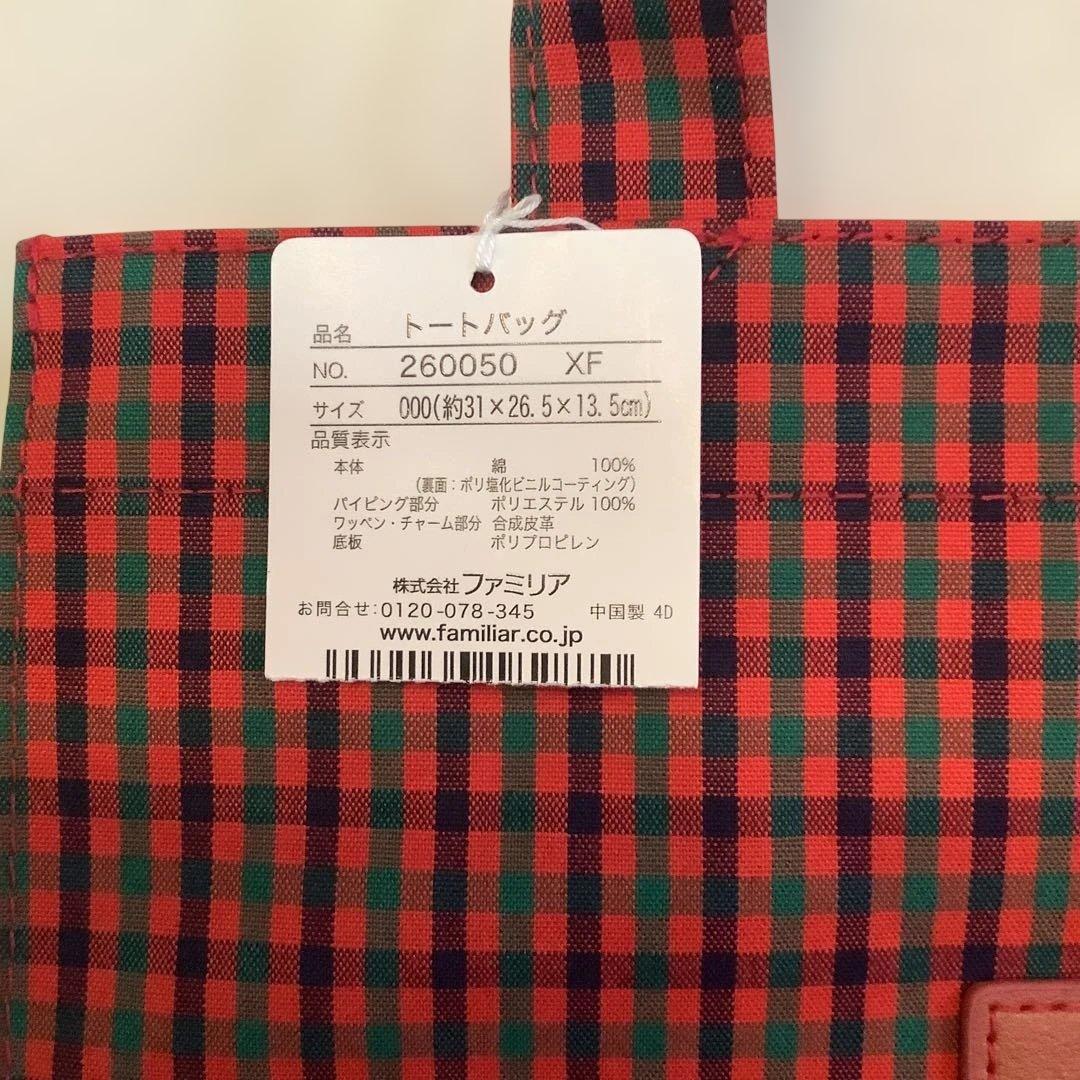 品名 トートバッグ
NO. 260050 XF
サイズ 000(約31×26.5×13.5cm)
品質表示
本体 綿 100%
(裏面：ポリ塩化ビニルコーティング)
パイピング部分 ポリエステル 100%
ワッペン・チャーム部分 合成皮革
底板 ポリプロピレン
株式会社ファミリア
お問合せ:0120-078-345 中国製 4D
www.familiar.co.jp